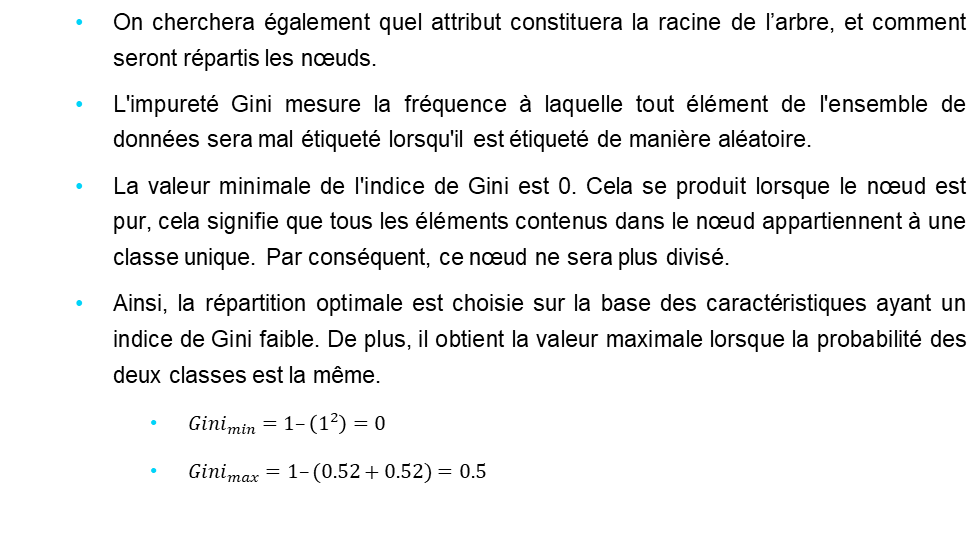 • On cherchera également quel attribut constituera la racine de l’arbre, et comment
seront répartis les nœuds.
• L'impureté Gini mesure la fréquence à laquelle tout élément de l'ensemble de
données sera mal étiqueté lorsqu'il est étiqueté de manière aléatoire.
• La valeur minimale de l'indice de Gini est 0. Cela se produit lorsque le nœud est
pur, cela signifie que tous les éléments contenus dans le nœud appartiennent à une
classe unique. Par conséquent, ce nœud ne sera plus divisé.
• Ainsi, la répartition optimale est choisie sur la base des caractéristiques ayant un
indice de Gini faible. De plus, il obtient la valeur maximale lorsque la probabilité des
deux classes est la même.
• Gini_min = 1– (1²) = 0
• Gini_max = 1– (0.52 + 0.52) = 0.5